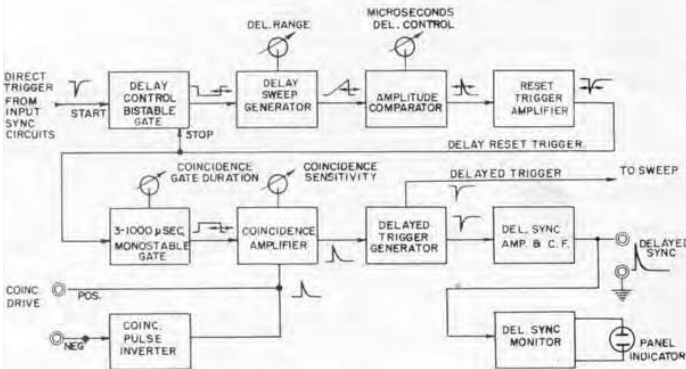 DEL. RANGE
MICROSECONDS
DEL. CONTROL
DIRECT
TRIGGER
FROM
INPUT
SYNC
CIRCUITS
START
DELAY
CONTROL
BISTABLE
GATE
DELAY
SWEEP
GENERATOR
AMPLITUDE
COMPARATOR
RESET
TRIGGER
AMPLIFIER
STOP
DELAY RESET TRIGGER.
COINCIDENCE
GATE DURATION
COINCIDENCE
SENSITIVITY
DELAYED TRIGGER
TO SWEEP
3-1000 µSEC,
MONOSTABLE
GATE
COINCIDENCE
AMPLIFIER
DELAYED
TRIGGER
GENERATOR
DEL. SYNC
AMP. & C.F.
DELAYED
SYNC
COINC.
DRIVE
POS.
NEG
COINC.
PULSE
INVERTER
DEL. SYNC
MONITOR
PANEL
INDICATOR